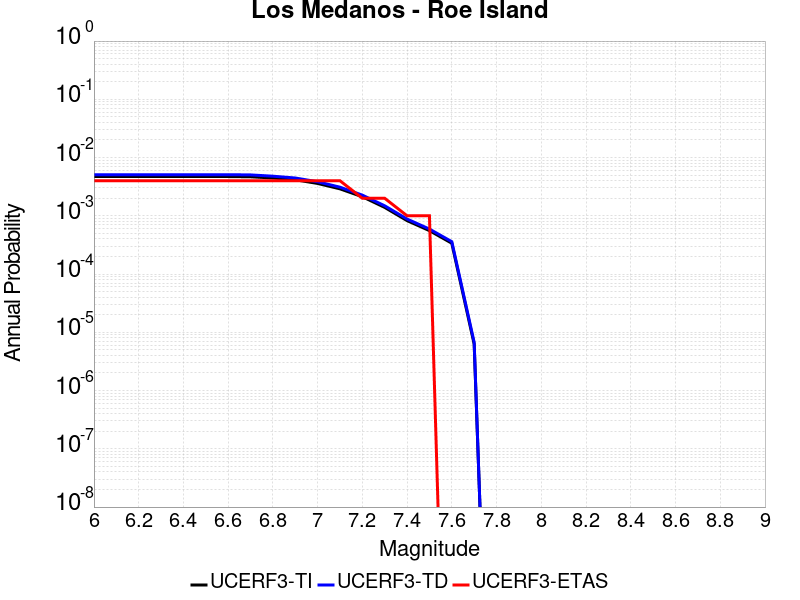 Los Medanos - Roe Island
10^0
10^-1
10^-2
10^-3
10^-4
10^-5
10^-6
10^-7
10^-8
Annual Probability
6 6.2 6.4 6.6 6.8 7 7.2 7.4 7.6 7.8 8 8.2 8.4 8.6 8.8 9
Magnitude
UCERF3-TI UCERF3-TD UCERF3-ETAS